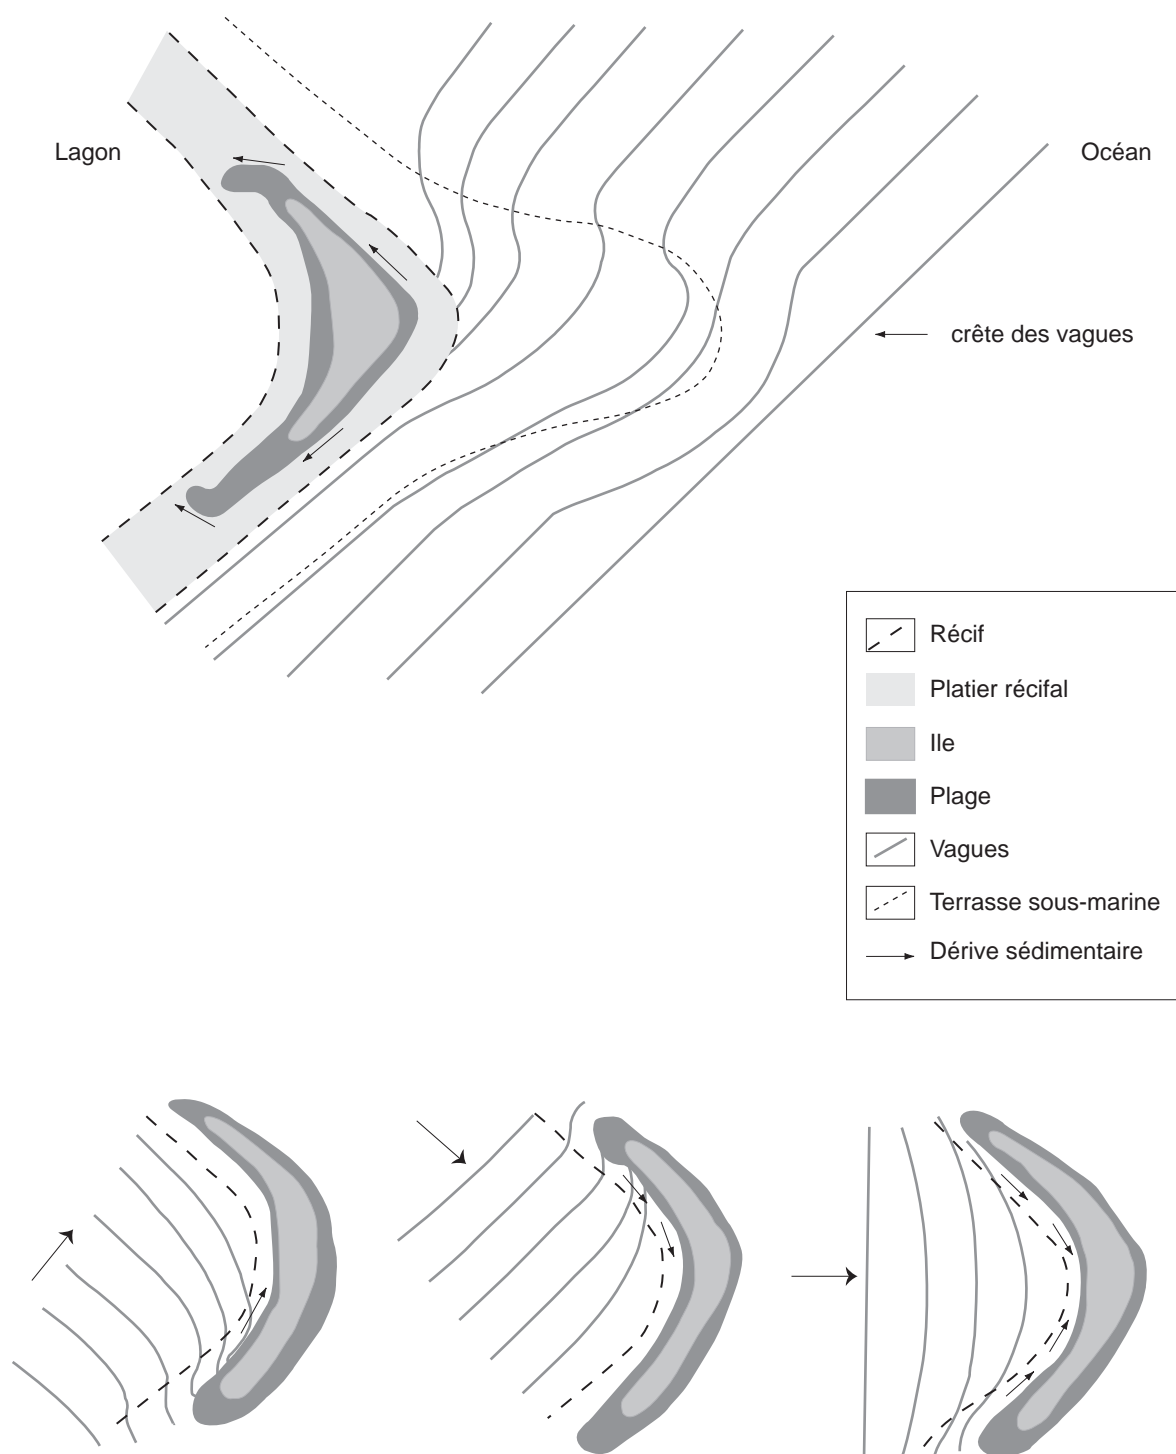 Lagon
Océan
crête des vagues
Récif
Platier récifal
Ile
Plage
Vagues
Terrasse sous-marine
Dérive sédimentaire